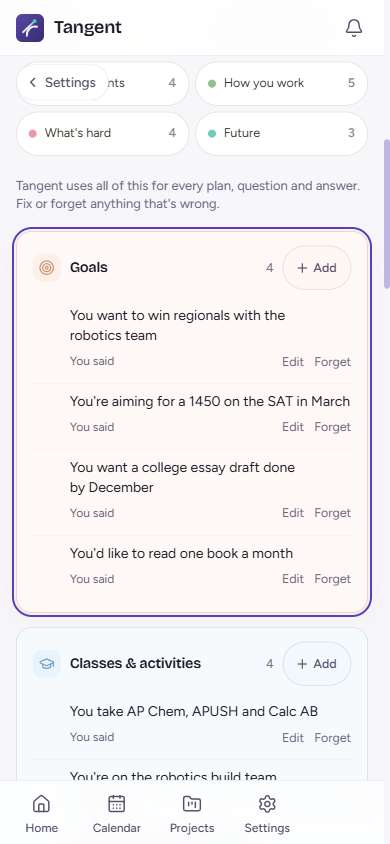 Tangent
Settings
nts 4
How you work 5
What's hard 4
Future 3
Tangent uses all of this for every plan, question and answer.
Fix or forget anything that's wrong.
Goals 4 + Add
You want to win regionals with the
robotics team
You said Edit Forget
You're aiming for a 1450 on the SAT in March
You said Edit Forget
You want a college essay draft done
by December
You said Edit Forget
You'd like to read one book a month
You said Edit Forget
Classes & activities 4 + Add
You take AP Chem, APUSH and Calc AB
You said Edit Forget
You're on the robotics build team
Home Calendar Projects Settings